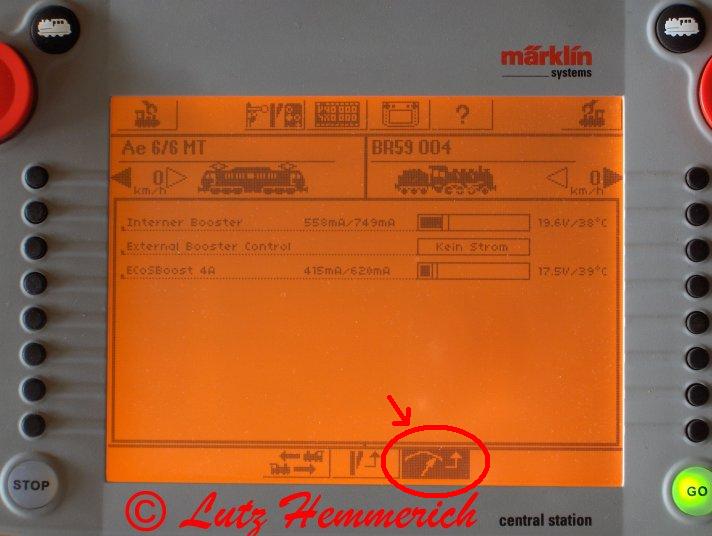 märklin
systems
?
Ae 6/6 MT
BR59 004
0
km/h
0
km/h
Interner Booster 558mA/749mA 19.6V/38°C
External Booster Control Kein Strom
ECoSBoost 4A 415mA/620mA 17.5V/39°C
STOP
GO
© Lutz Hemmerich
central station